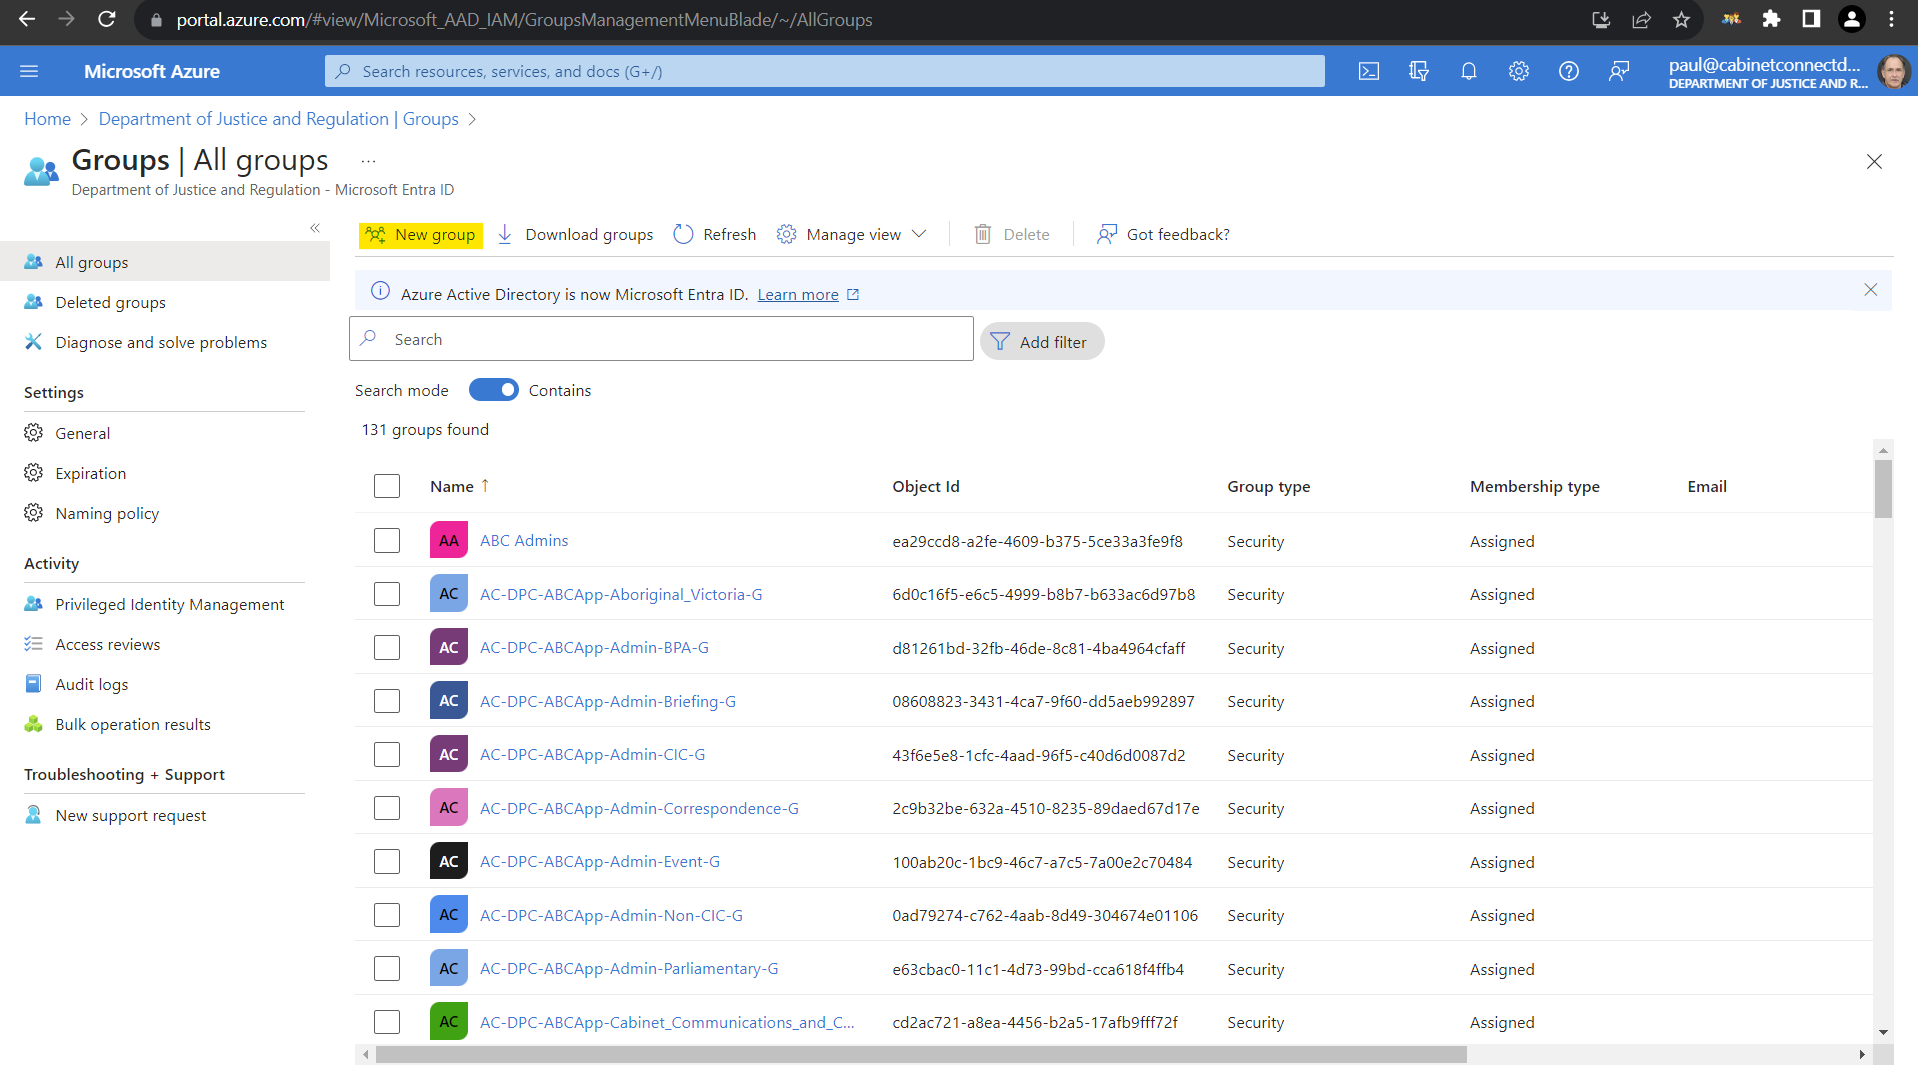 portal.azure.com/#view/Microsoft_AAD_IAM/GroupsManagementMenuBlade/~/AllGroups
Microsoft Azure
Search resources, services, and docs (G+/)
paul@cabinetconnectd...
DEPARTMENT OF JUSTICE AND R...
Home > Department of Justice and Regulation | Groups >
Groups | All groups ...
Department of Justice and Regulation - Microsoft Entra ID
«
All groups
Deleted groups
Diagnose and solve problems
Settings
General
Expiration
Naming policy
Activity
Privileged Identity Management
Access reviews
Audit logs
Bulk operation results
Troubleshooting + Support
New support request
New group Download groups Refresh Manage view Delete Got feedback?
Azure Active Directory is now Microsoft Entra ID. Learn more
Search
Add filter
Search mode Contains
131 groups found
Name ↑ Object Id Group type Membership type Email
AA ABC Admins ea29ccd8-a2fe-4609-b375-5ce33a3fe9f8 Security Assigned
AC AC-DPC-ABCApp-Aboriginal_Victoria-G 6d0c16f5-e6c5-4999-b8b7-b633ac6d97b8 Security Assigned
AC AC-DPC-ABCApp-Admin-BPA-G d81261bd-32fb-46de-8c81-4ba4964cfaff Security Assigned
AC AC-DPC-ABCApp-Admin-Briefing-G 08608823-3431-4ca7-9f60-dd5aeb992897 Security Assigned
AC AC-DPC-ABCApp-Admin-CIC-G 43f6e5e8-1cfc-4aad-96f5-c40d6d0087d2 Security Assigned
AC AC-DPC-ABCApp-Admin-Correspondence-G 2c9b32be-632a-4510-8235-89daed67d17e Security Assigned
AC AC-DPC-ABCApp-Admin-Event-G 100ab20c-1bc9-46c7-a7c5-7a00e2c70484 Security Assigned
AC AC-DPC-ABCApp-Admin-Non-CIC-G 0ad79274-c762-4aab-8d49-304674e01106 Security Assigned
AC AC-DPC-ABCApp-Admin-Parliamentary-G e63cbac0-11c1-4d73-99bd-cca618f4ffb4 Security Assigned
AC AC-DPC-ABCApp-Cabinet_Communications_and_C... cd2ac721-a8ea-4456-b2a5-17afb9fff72f Security Assigned